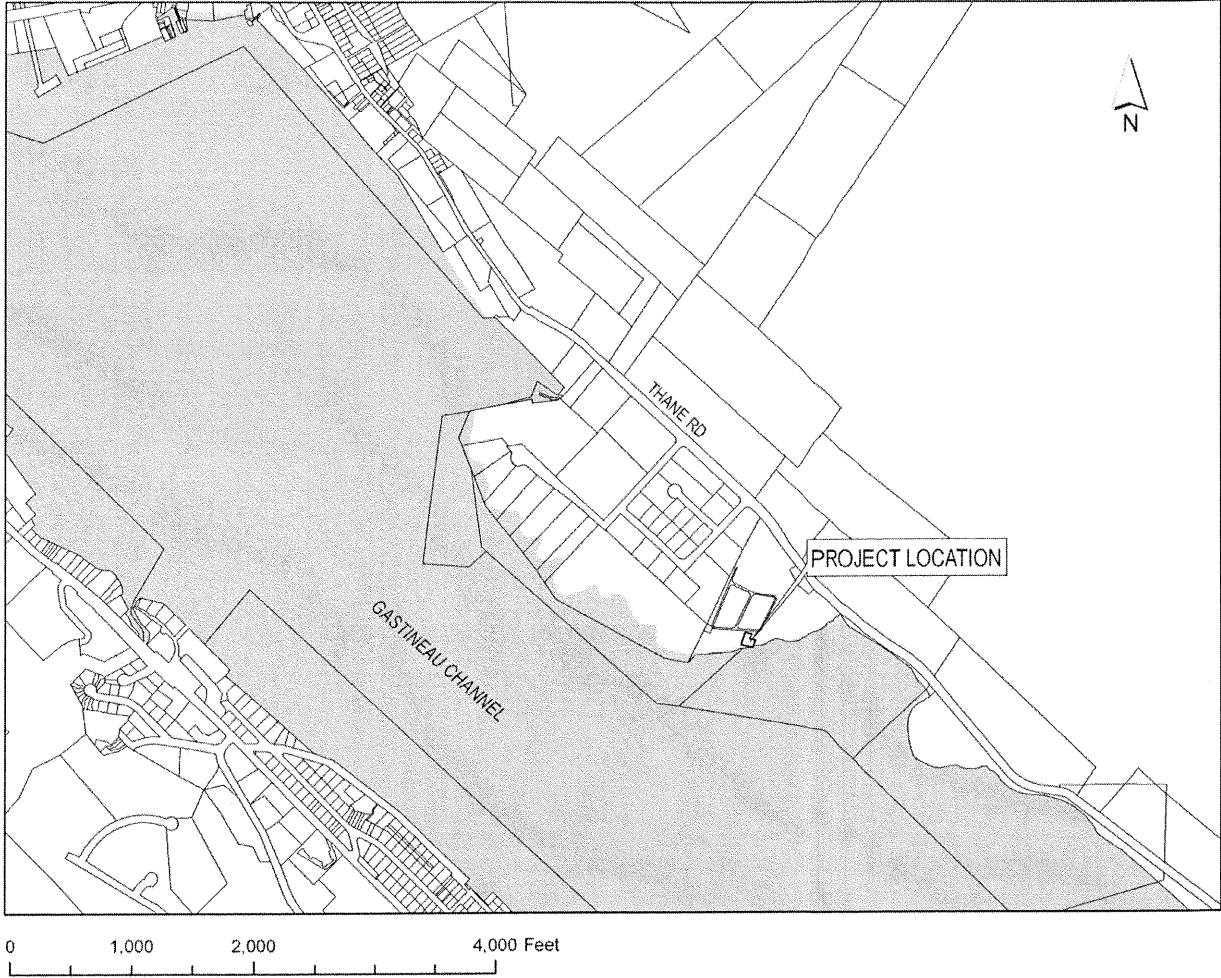 N
THANE RD
PROJECT LOCATION
GASTINEAU CHANNEL
0 1,000 2,000 4,000 Feet